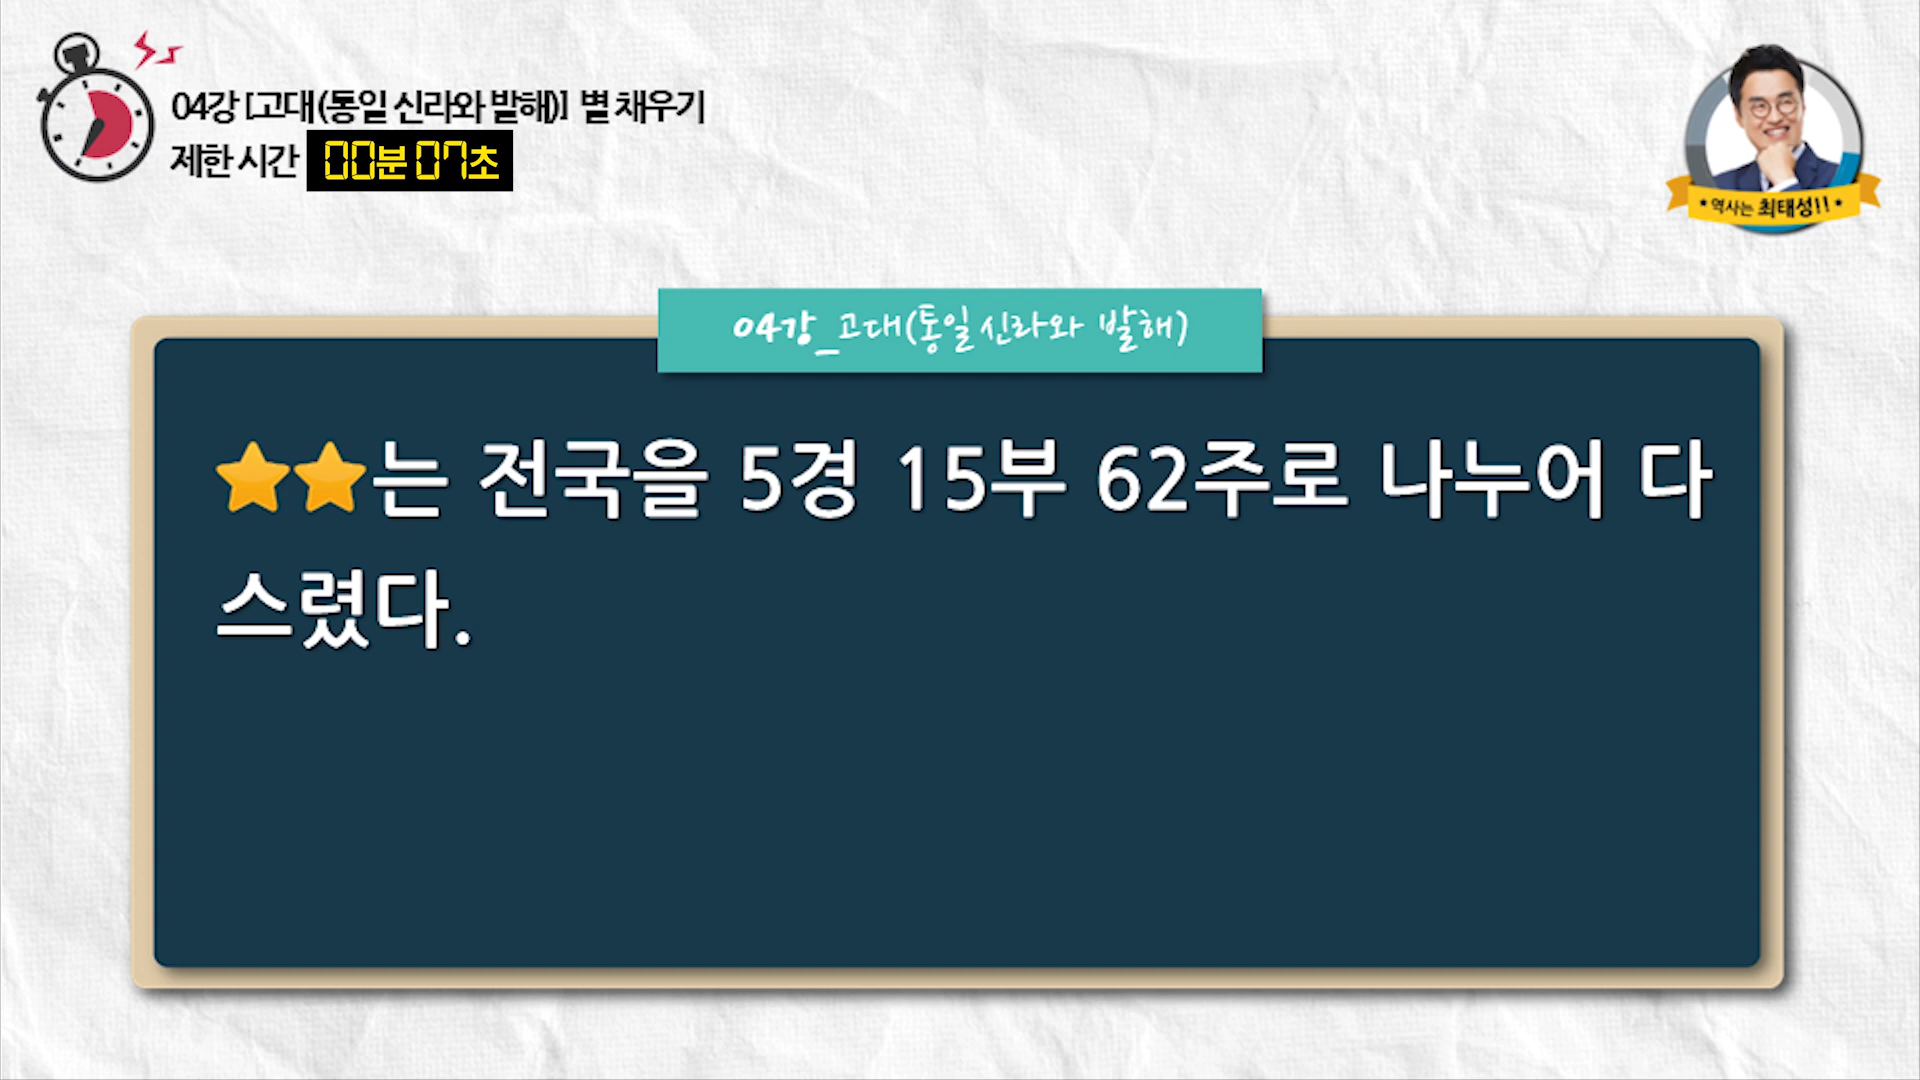 04강 [고대(통일 신라와 발해)] 별 채우기
제한 시간 00분 07초
*역사는 최태성!!*
04강_고대(통일신라와 발해)
⭐⭐는 전국을 5경 15부 62주로 나누어 다
스렸다.